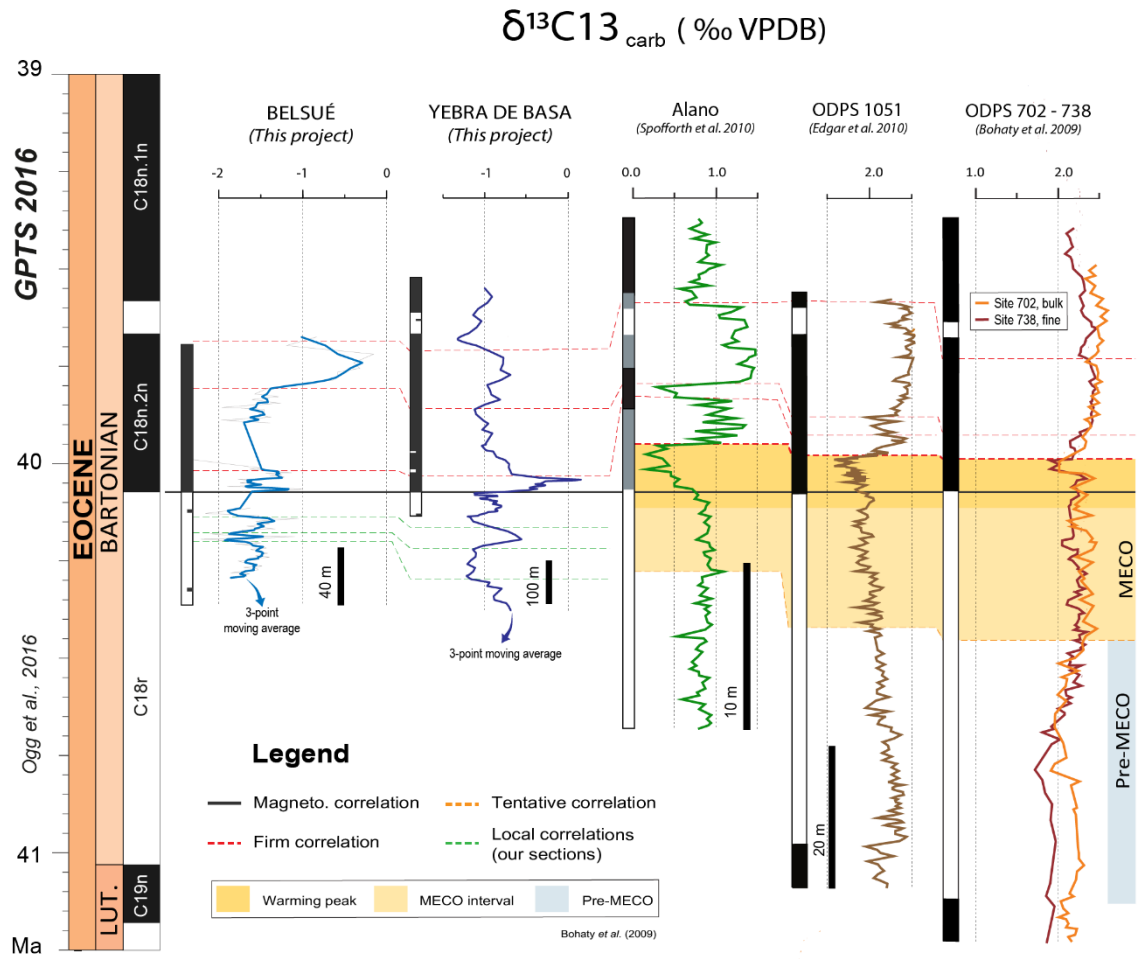 δ¹³C13 carb ( ‰ VPDB)
39
BELSUÉ
(This project)
YEBRA DE BASA
(This project)
Alano
(Spofforth et al. 2010)
ODPS 1051
(Edgar et al. 2010)
ODPS 702 - 738
(Bohaty et al. 2009)
-2
-1
0
-1
0
0.0
1.0
2.0
1.0
2.0
GPTS 2016
C18n.1n
Site 702, bulk
Site 738, fine
C18n.2n
EOCENE
BARTONIAN
40
40 m
100 m
3-point
moving average
3-point moving average
10 m
MECO
Ogg et al., 2016
C18r
Pre-MECO
20 m
Legend
Magneto. correlation
Tentative correlation
Firm correlation
Local correlations
(our sections)
41
LUT.
C19n
Warming peak
MECO interval
Pre-MECO
Bohaty et al. (2009)
Ma